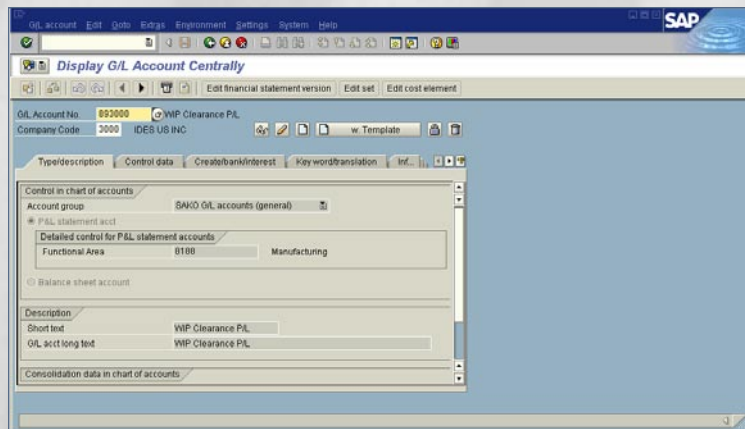 G/L account Edit Goto Extras Environment Settings System Help
SAP
Display G/L Account Centrally
Edit financial statement version Edit set Edit cost element
G/L Account No. 893000 WIP Clearance P/L
Company Code 3000 IDES US INC w. Template
Type/description Control data Create/bank/interest Key word/translation Inf...
Control in chart of accounts
Account group SAKO G/L accounts (general)
P&L statement acct
Detailed control for P&L statement accounts
Functional Area 0100 Manufacturing
Balance sheet account
Description
Short text WIP Clearance P/L
G/L acct long text WIP Clearance P/L
Consolidation data in chart of accounts